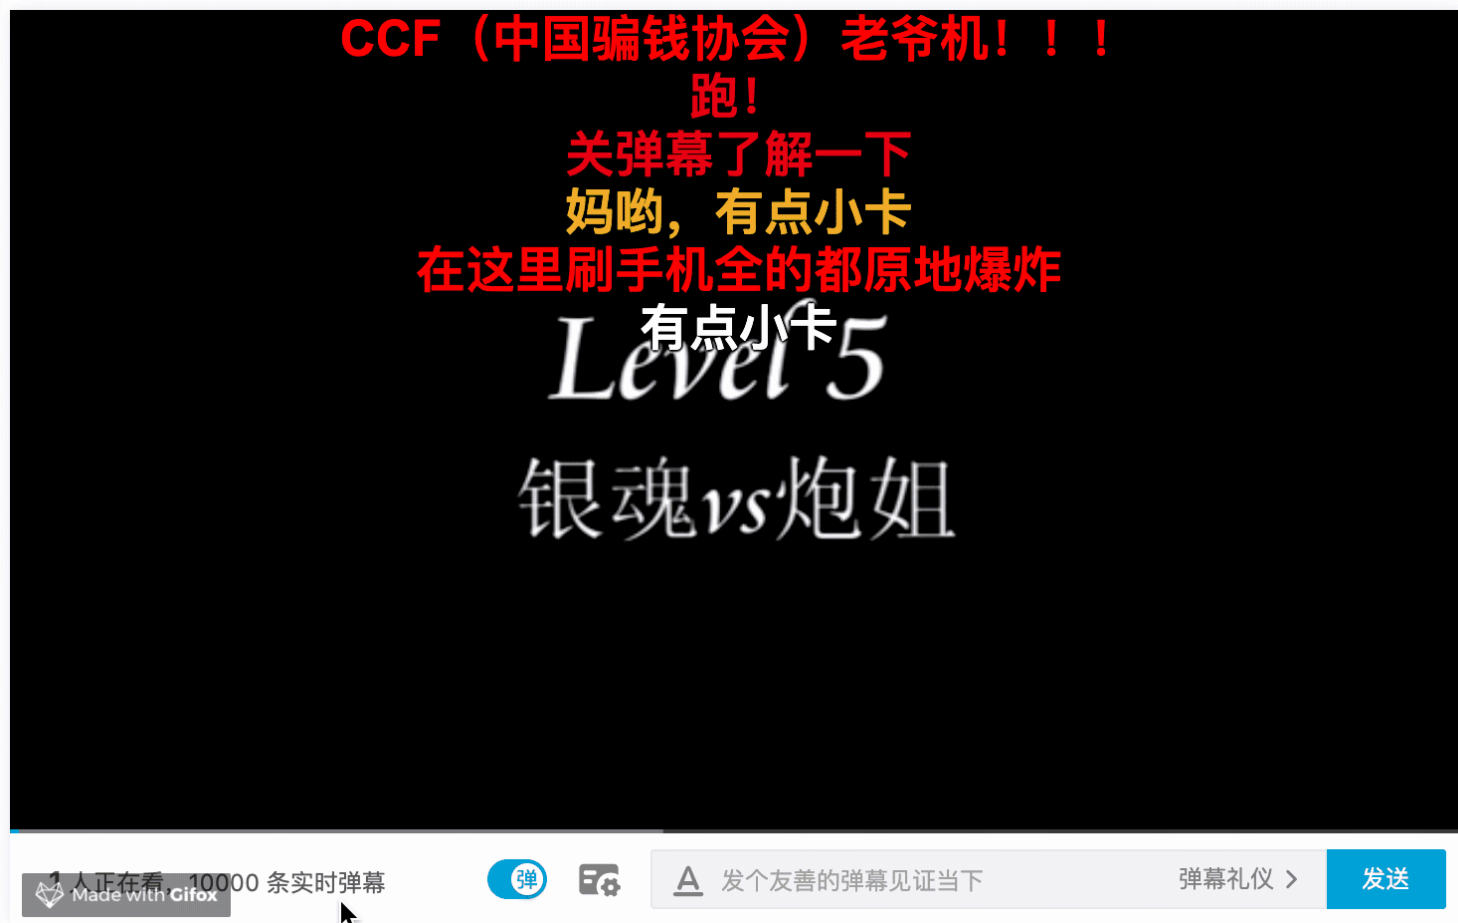 CCF（中国骗钱协会）老爷机！！！
跑！
关弹幕了解一下
妈哟，有点小卡
在这里刷手机全的都原地爆炸
有点小卡
Level 5
银魂vs炮姐
1 人正在看，10000 条实时弹幕
弹
A
发个友善的弹幕见证当下
弹幕礼仪
发送
Made with Gifox